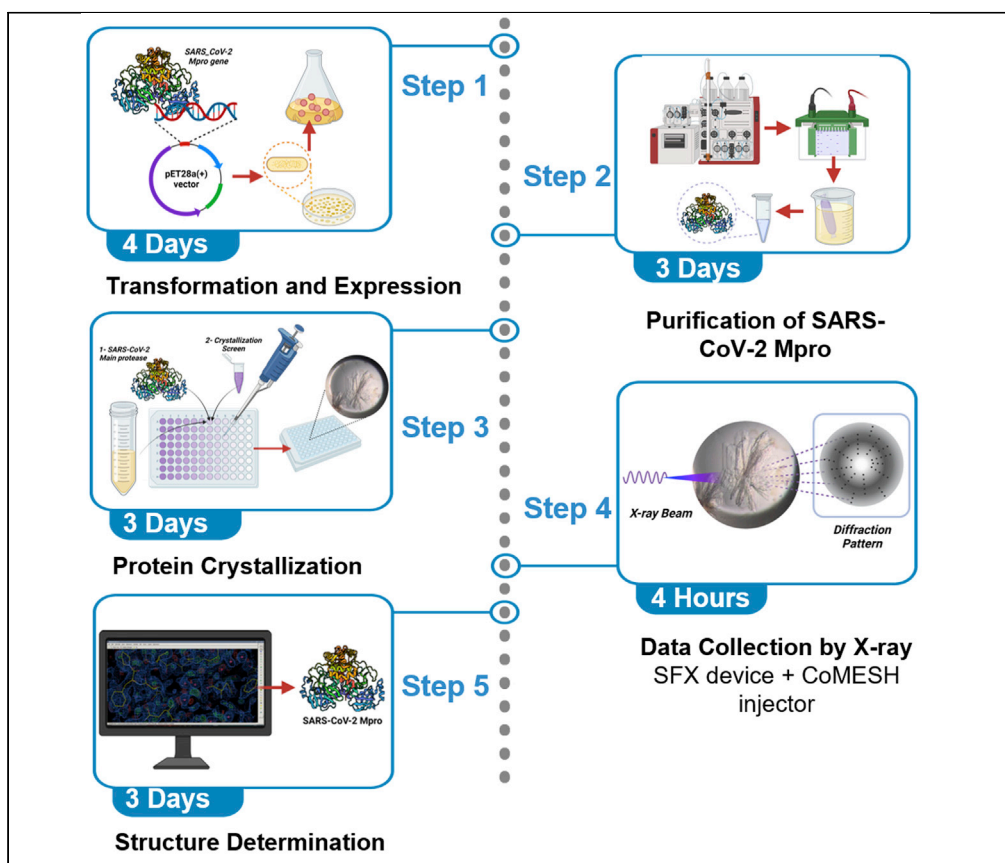 SARS_CoV-2
Mpro gene
pET28a(+)
vector
4 Days
Step 1
Transformation and Expression
Step 2
3 Days
Purification of SARS-
CoV-2 Mpro
1- SARS-CoV-2
Main protease
2- Crystallization
Screen
3 Days
Step 3
Protein Crystallization
Step 4
X-ray Beam
Diffraction
Pattern
4 Hours
Data Collection by X-ray
SFX device + CoMESH
injector
SARS-CoV-2 Mpro
3 Days
Step 5
Structure Determination